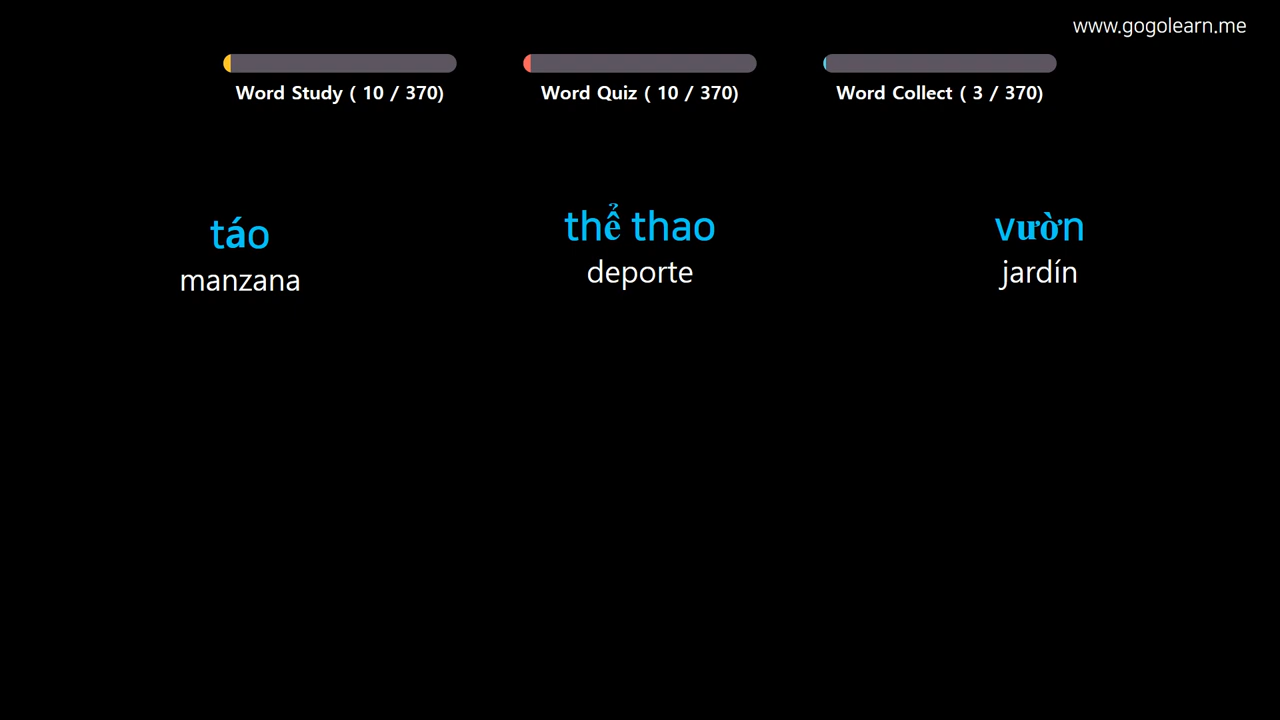 www.gogolearn.me
Word Study ( 10 / 370)
Word Quiz ( 10 / 370)
Word Collect ( 3 / 370)
táo
manzana
thể thao
deporte
vườn
jardín